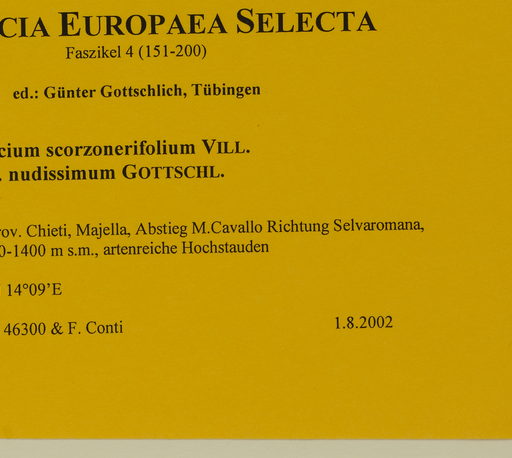 CIA EUROPAEA SELECTA
Faszikel 4 (151-200)
ed.: Günter Gottschlich, Tübingen
cium scorzonerifolium VILL.
. nudissimum GOTTSCHL.
ov. Chieti, Majella, Abstieg M.Cavallo Richtung Selvaromana,
0-1400 m s.m., artenreiche Hochstauden
14°09'E
46300 & F. Conti 1.8.2002